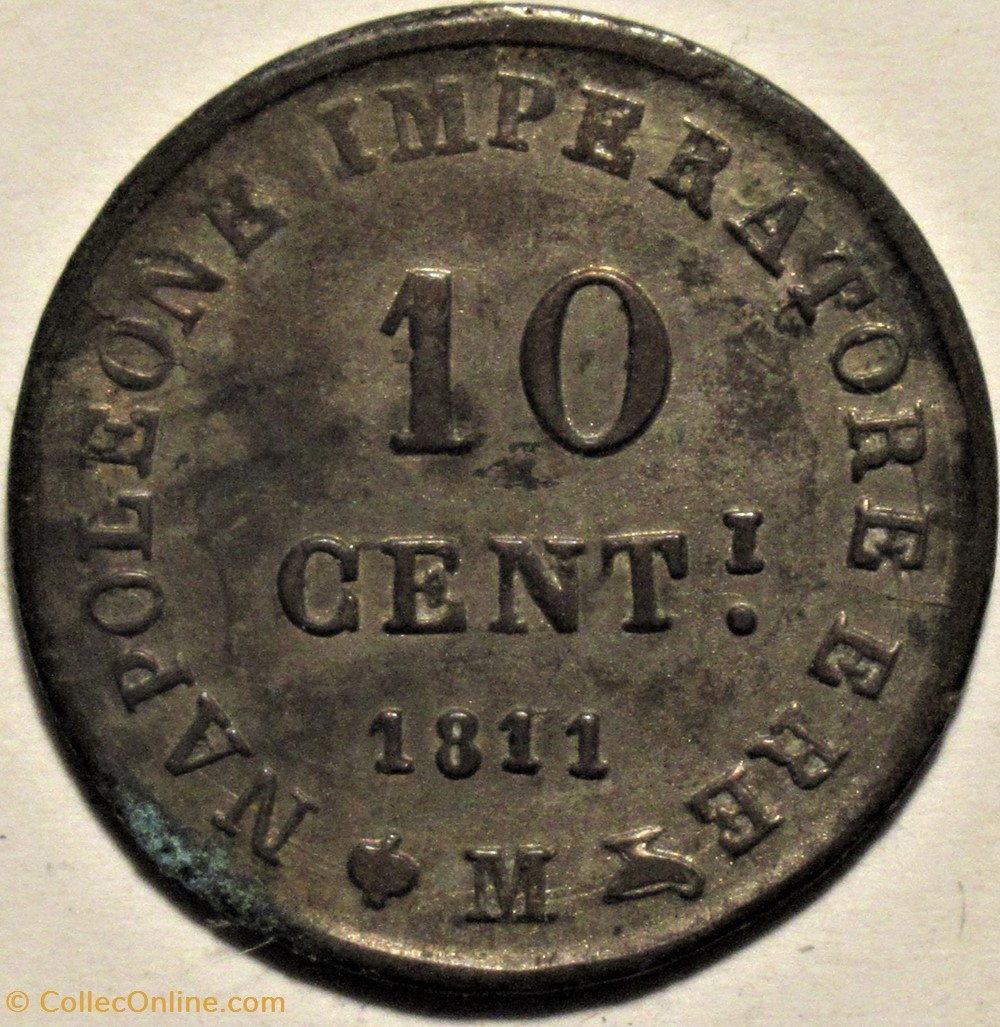 NAPOLEONE IMPERATORE E RE
10
CENT.I
1811
M
© CollecOnline.com